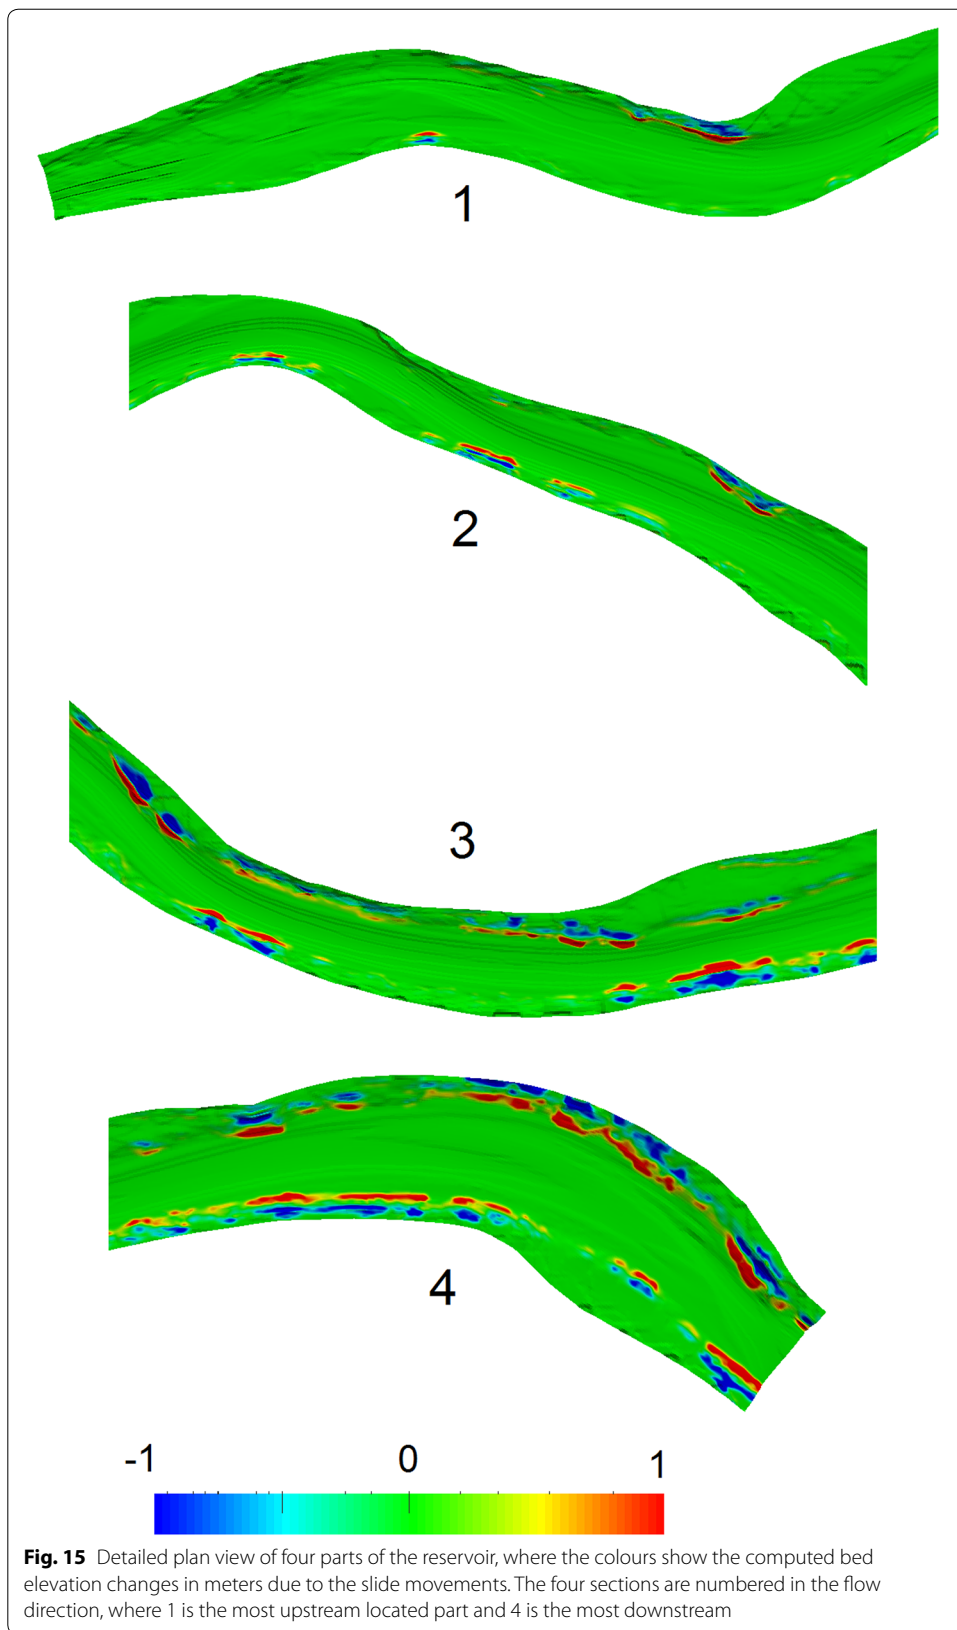 1
2
3
4
-1 0 1
Fig. 15 Detailed plan view of four parts of the reservoir, where the colours show the computed bed
elevation changes in meters due to the slide movements. The four sections are numbered in the flow
direction, where 1 is the most upstream located part and 4 is the most downstream